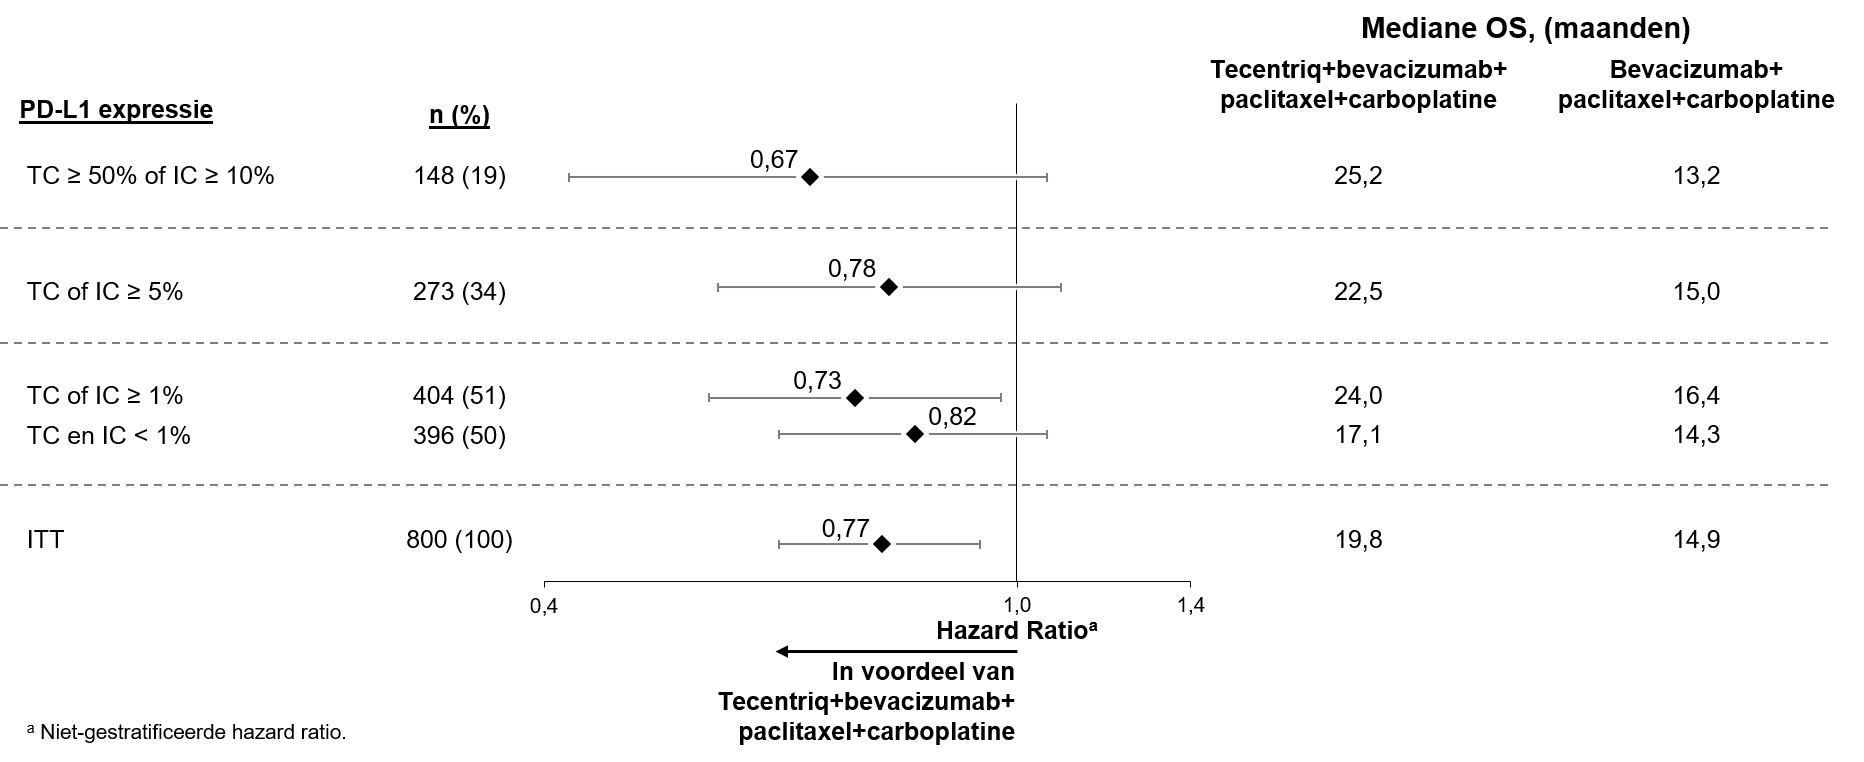 Mediane OS, (maanden)
Tecentriq+bevacizumab+
paclitaxel+carboplatine
Bevacizumab+
paclitaxel+carboplatine
PD-L1 expressie
n (%)
TC ≥ 50% of IC ≥ 10% 148 (19) 0,67 25,2 13,2
TC of IC ≥ 5% 273 (34) 0,78 22,5 15,0
TC of IC ≥ 1% 404 (51) 0,73 24,0 16,4
TC en IC < 1% 396 (50) 0,82 17,1 14,3
ITT 800 (100) 0,77 19,8 14,9
0,4 1,0 1,4
Hazard Ratioª
In voordeel van
Tecentriq+bevacizumab+
paclitaxel+carboplatine
ª Niet-gestratificeerde hazard ratio.